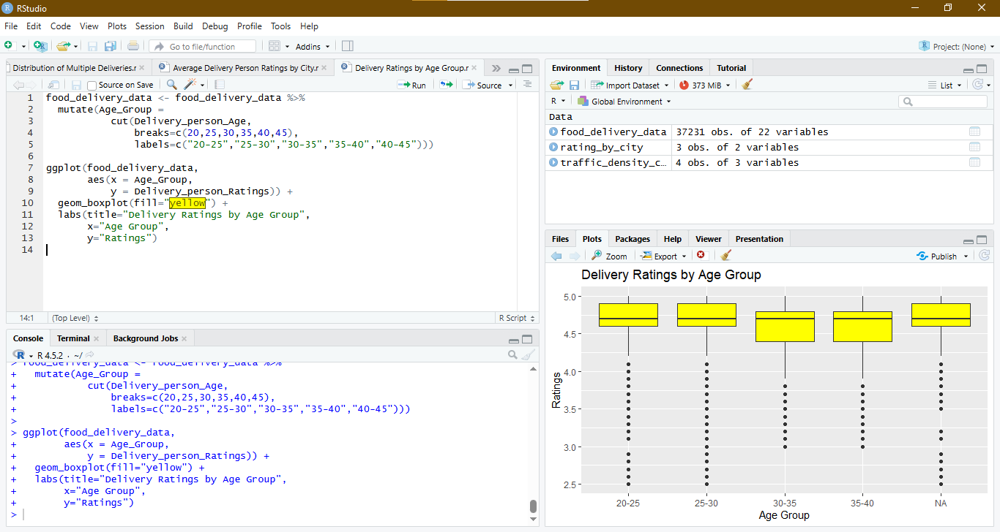 RStudio
File Edit Code View Plots Session Build Debug Profile Tools Help
Go to file/function Addins Project: (None)
Distribution of Multiple Deliveries.r Average Delivery Person Ratings by City.r Delivery Ratings by Age Group.r
Source on Save Run Source
1 food_delivery_data <- food_delivery_data %>%
2 mutate(Age_Group =
3 cut(Delivery_person_Age,
4 breaks=c(20,25,30,35,40,45),
5 labels=c("20-25","25-30","30-35","35-40","40-45")))
6
7 ggplot(food_delivery_data,
8 aes(x = Age_Group,
9 y = Delivery_person_Ratings)) +
10 geom_boxplot(fill="yellow") +
11 labs(title="Delivery Ratings by Age Group",
12 x="Age Group",
13 y="Ratings")
14
14:1 (Top Level) R Script
Console Terminal Background Jobs
R 4.5.2 · ~/
> food_delivery_data <- food_delivery_data %>%
+ mutate(Age_Group =
+ cut(Delivery_person_Age,
+ breaks=c(20,25,30,35,40,45),
+ labels=c("20-25","25-30","30-35","35-40","40-45")))
>
> ggplot(food_delivery_data,
+ aes(x = Age_Group,
+ y = Delivery_person_Ratings)) +
+ geom_boxplot(fill="yellow") +
+ labs(title="Delivery Ratings by Age Group",
+ x="Age Group",
+ y="Ratings")
>
Environment History Connections Tutorial
Import Dataset 373 MiB List
R Global Environment
Data
food_delivery_data 37231 obs. of 22 variables
rating_by_city 3 obs. of 2 variables
traffic_density_c… 4 obs. of 3 variables
Files Plots Packages Help Viewer Presentation
Zoom Export Publish
Delivery Ratings by Age Group
5.0
4.5
4.0
3.5
3.0
2.5
Ratings
20-25 25-30 30-35 35-40 NA
Age Group